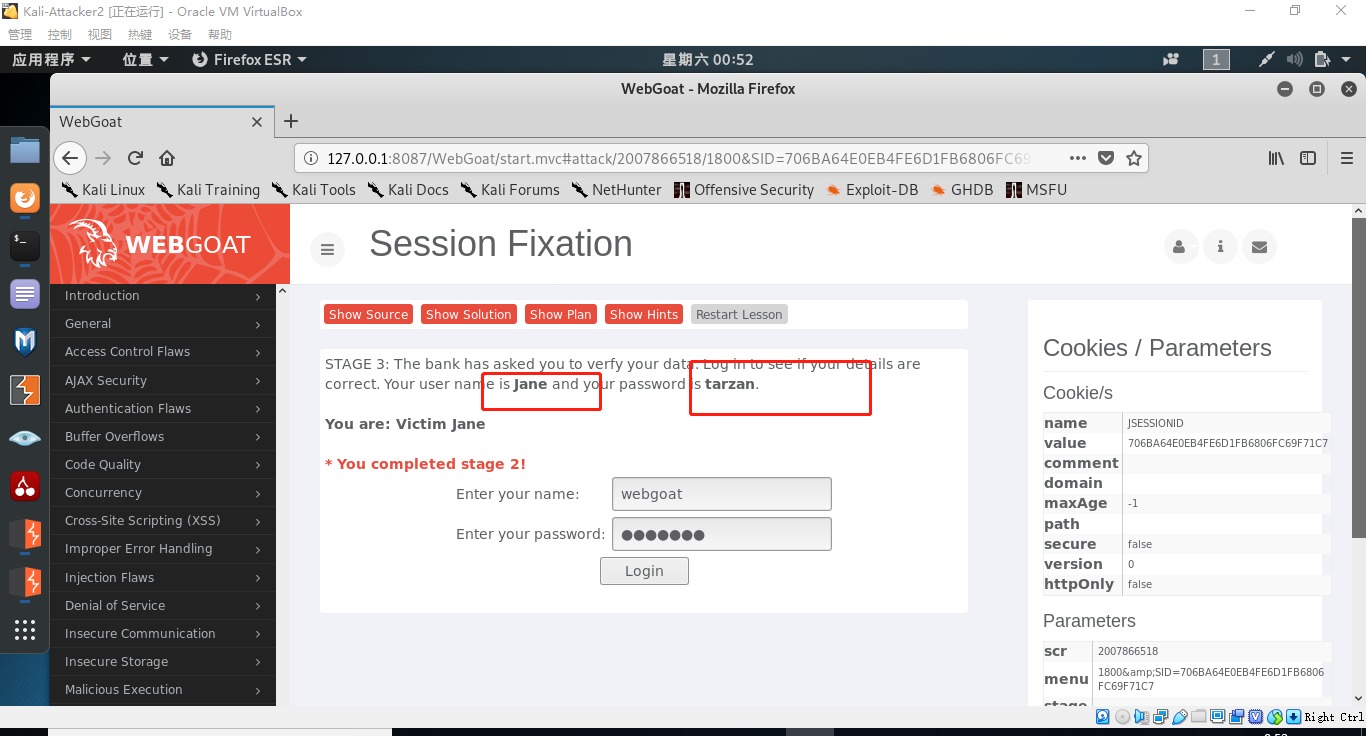 Kali-Attacker2 [正在运行] - Oracle VM VirtualBox
管理 控制 视图 热键 设备 帮助
应用程序 位置 Firefox ESR 星期六 00:52 1
WebGoat - Mozilla Firefox
WebGoat
127.0.0.1:8087/WebGoat/start.mvc#attack/2007866518/1800&SID=706BA64E0EB4FE6D1FB6806FC69
Kali Linux Kali Training Kali Tools Kali Docs Kali Forums NetHunter Offensive Security Exploit-DB GHDB MSFU
WEBGOAT
Session Fixation
Introduction
General
Access Control Flaws
AJAX Security
Authentication Flaws
Buffer Overflows
Code Quality
Concurrency
Cross-Site Scripting (XSS)
Improper Error Handling
Injection Flaws
Denial of Service
Insecure Communication
Insecure Storage
Malicious Execution
Show Source Show Solution Show Plan Show Hints Restart Lesson
STAGE 3: The bank has asked you to verfy your data. Log in to see if your details are
correct. Your user name is Jane and your password is tarzan.
You are: Victim Jane
* You completed stage 2!
Enter your name: webgoat
Enter your password: ●●●●●●●
Login
Cookies / Parameters
Cookie/s
name JSESSIONID
value 706BA64E0EB4FE6D1FB6806FC69F71C7
comment
domain
maxAge -1
path
secure false
version 0
httpOnly false
Parameters
scr 2007866518
menu 1800&amp;SID=706BA64E0EB4FE6D1FB6806
FC69F71C7
Right Ctrl